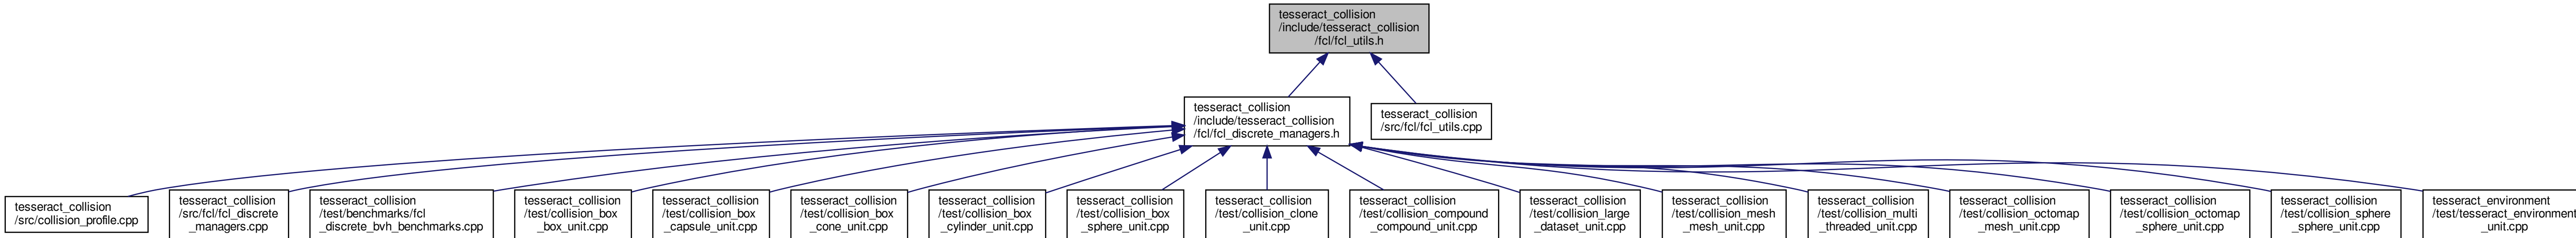 tesseract_collision
/include/tesseract_collision
/fcl/fcl_utils.h
tesseract_collision
/include/tesseract_collision
/fcl/fcl_discrete_managers.h
tesseract_collision
/src/fcl/fcl_utils.cpp
tesseract_collision
/src/collision_profile.cpp
tesseract_collision
/src/fcl/fcl_discrete
_managers.cpp
tesseract_collision
/test/benchmarks/fcl
_discrete_bvh_benchmarks.cpp
tesseract_collision
/test/collision_box
_box_unit.cpp
tesseract_collision
/test/collision_box
_capsule_unit.cpp
tesseract_collision
/test/collision_box
_cone_unit.cpp
tesseract_collision
/test/collision_box
_cylinder_unit.cpp
tesseract_collision
/test/collision_box
_sphere_unit.cpp
tesseract_collision
/test/collision_clone
_unit.cpp
tesseract_collision
/test/collision_compound
_compound_unit.cpp
tesseract_collision
/test/collision_large
_dataset_unit.cpp
tesseract_collision
/test/collision_mesh
_mesh_unit.cpp
tesseract_collision
/test/collision_multi
_threaded_unit.cpp
tesseract_collision
/test/collision_octomap
_mesh_unit.cpp
tesseract_collision
/test/collision_octomap
_sphere_unit.cpp
tesseract_collision
/test/collision_sphere
_sphere_unit.cpp
tesseract_environment
/test/tesseract_environment
_unit.cpp